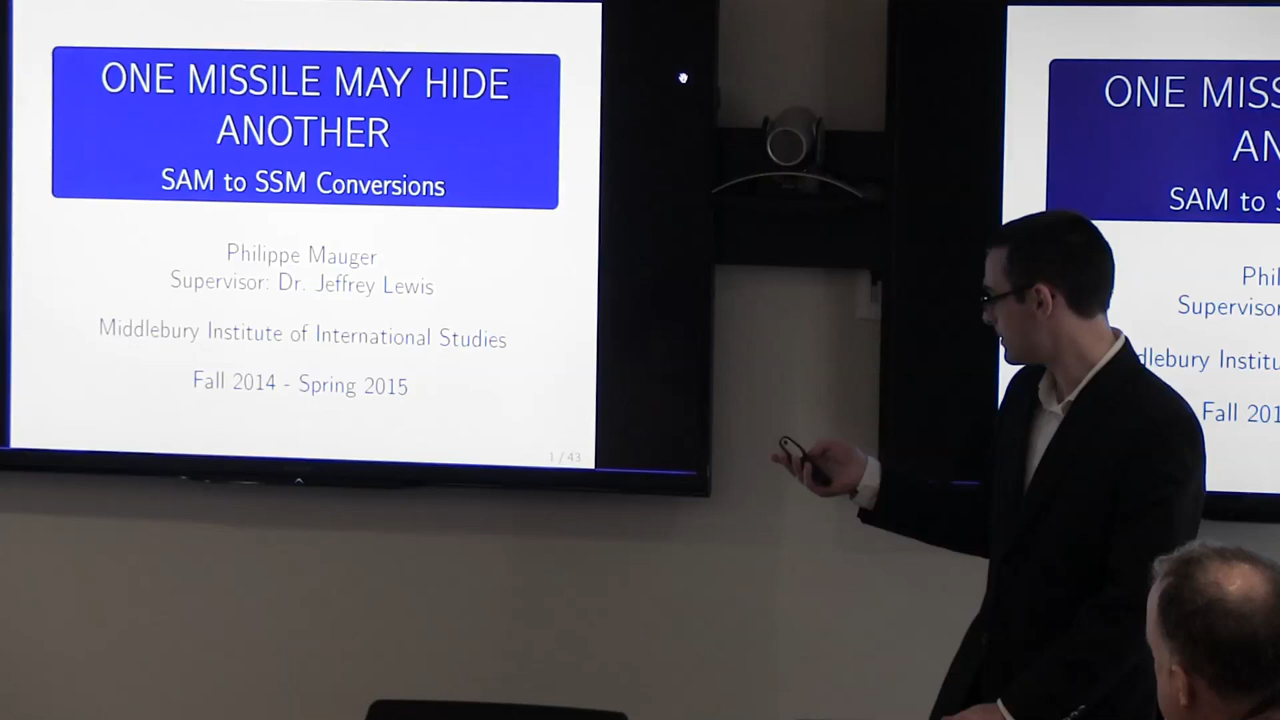 ONE MISSILE MAY HIDE
ANOTHER
SAM to SSM Conversions
Philippe Mauger
Supervisor: Dr. Jeffrey Lewis
Middlebury Institute of International Studies
Fall 2014 - Spring 2015
1 / 43
ONE MISS
AN
SAM to S
Phil
Supervisor
dlebury Institu
Fall 201